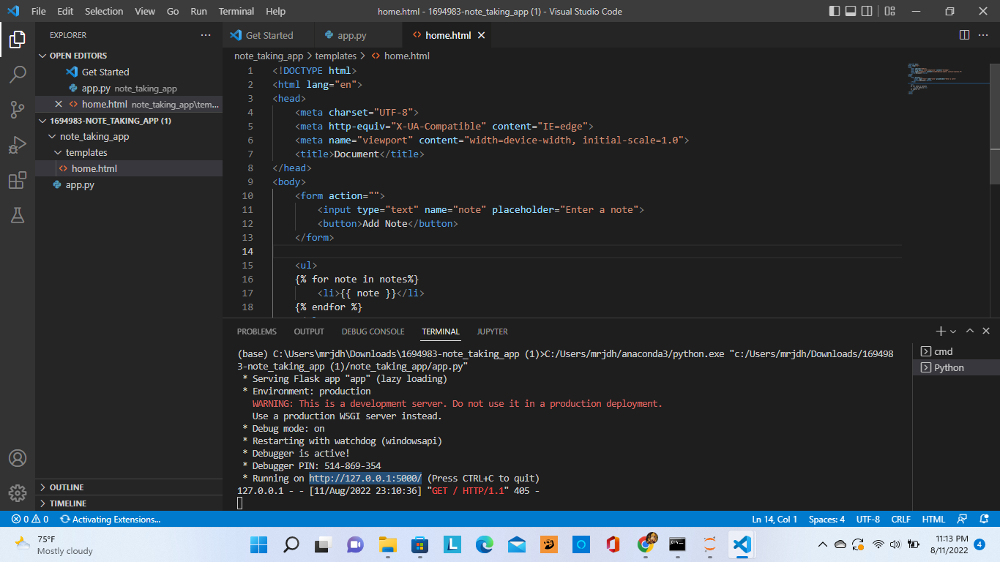 File Edit Selection View Go Run Terminal Help home.html - 1694983-note_taking_app (1) - Visual Studio Code
EXPLORER
OPEN EDITORS
Get Started
app.py note_taking_app
home.html note_taking_app\tem...
1694983-NOTE_TAKING_APP (1)
note_taking_app
templates
home.html
app.py
OUTLINE
TIMELINE
Get Started app.py home.html
note_taking_app > templates > home.html
1 <!DOCTYPE html>
2 <html lang="en">
3 <head>
4 <meta charset="UTF-8">
5 <meta http-equiv="X-UA-Compatible" content="IE=edge">
6 <meta name="viewport" content="width=device-width, initial-scale=1.0">
7 <title>Document</title>
8 </head>
9 <body>
10 <form action="">
11 <input type="text" name="note" placeholder="Enter a note">
12 <button>Add Note</button>
13 </form>
14
15 <ul>
16 {% for note in notes%}
17 <li>{{ note }}</li>
18 {% endfor %}
PROBLEMS OUTPUT DEBUG CONSOLE TERMINAL JUPYTER
(base) C:\Users\mrjdh\Downloads\1694983-note_taking_app (1)>C:/Users/mrjdh/anaconda3/python.exe "c:/Users/mrjdh/Downloads/169498
3-note_taking_app (1)/note_taking_app/app.py"
* Serving Flask app "app" (lazy loading)
* Environment: production
WARNING: This is a development server. Do not use it in a production deployment.
Use a production WSGI server instead.
* Debug mode: on
* Restarting with watchdog (windowsapi)
* Debugger is active!
* Debugger PIN: 514-869-354
* Running on http://127.0.0.1:5000/ (Press CTRL+C to quit)
127.0.0.1 - - [11/Aug/2022 23:10:36] "GET / HTTP/1.1" 405 -
cmd
Python
0 0 Activating Extensions... Ln 14, Col 1 Spaces: 4 UTF-8 CRLF HTML
75°F
Mostly cloudy
L
11:13 PM
8/11/2022
4